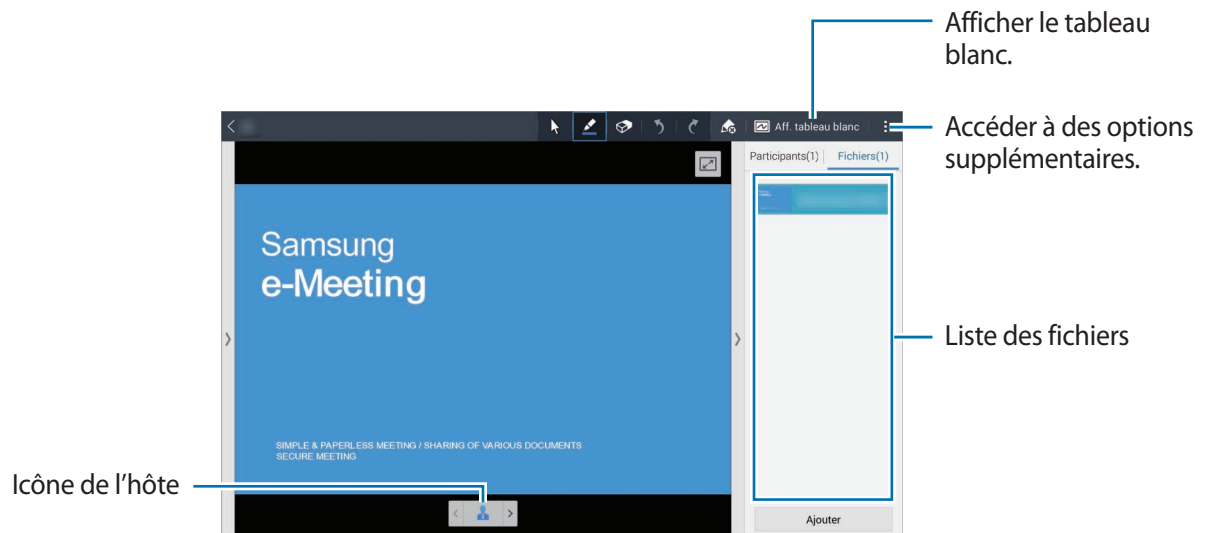 Afficher le tableau
blanc.
Aff. tableau blanc
Accéder à des options
supplémentaires.
Participants(1)
Fichiers(1)
Samsung
e-Meeting
Liste des fichiers
SIMPLE & PAPERLESS MEETING / SHARING OF VARIOUS DOCUMENTS
SECURE MEETING
Icône de l'hôte
Ajouter